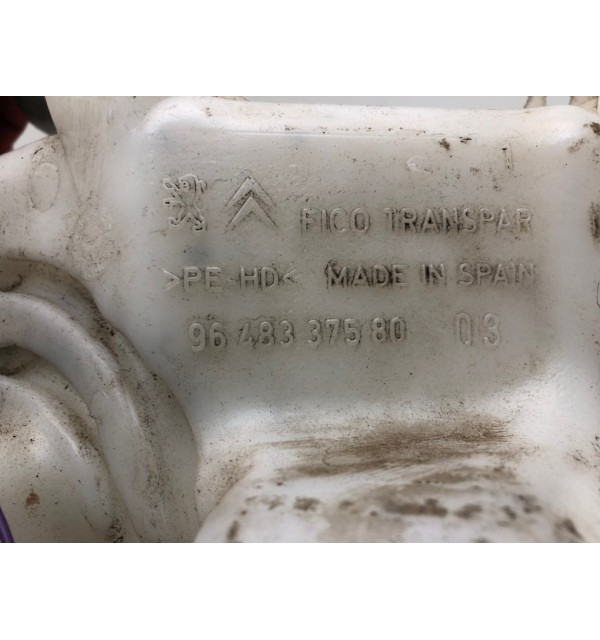 FICO TRANSPAR
>PE-HD< MADE IN SPAIN
96 483 375 80 03